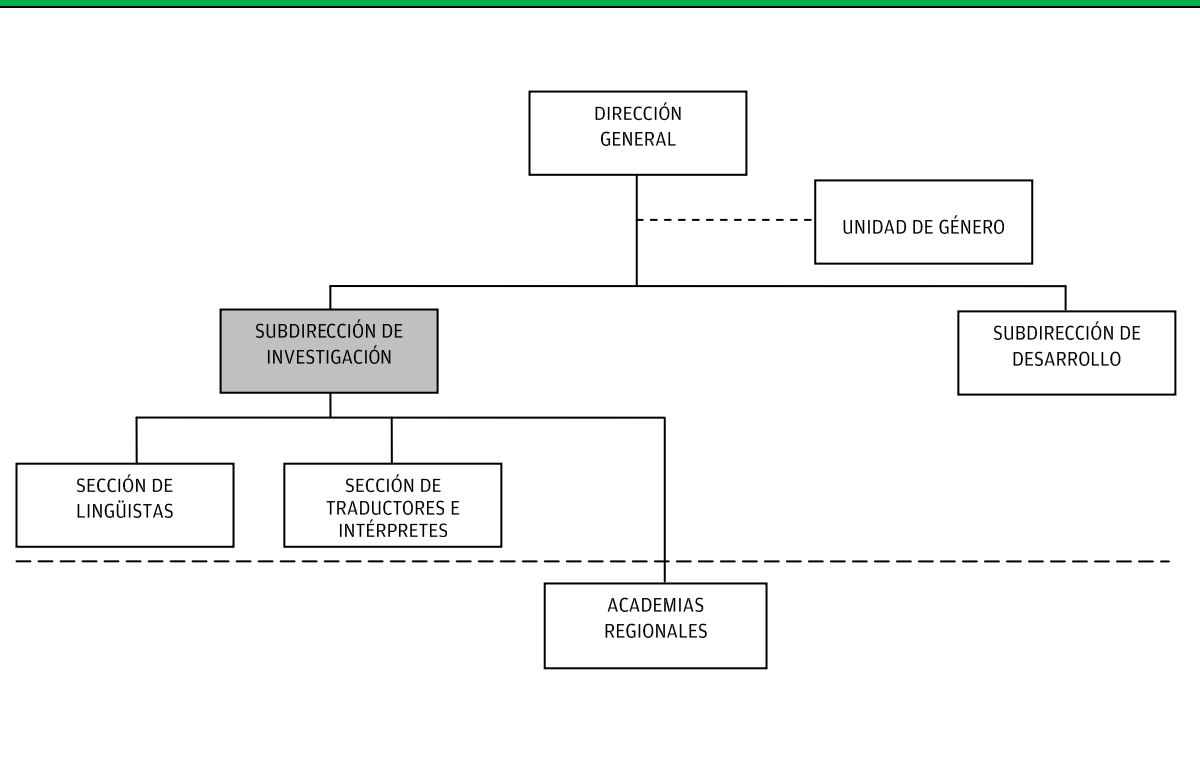 DIRECCIÓN
GENERAL
UNIDAD DE GÉNERO
SUBDIRECCIÓN DE
INVESTIGACIÓN
SUBDIRECCIÓN DE
DESARROLLO
SECCIÓN DE
LINGÜISTAS
SECCIÓN DE
TRADUCTORES E
INTÉRPRETES
ACADEMIAS
REGIONALES